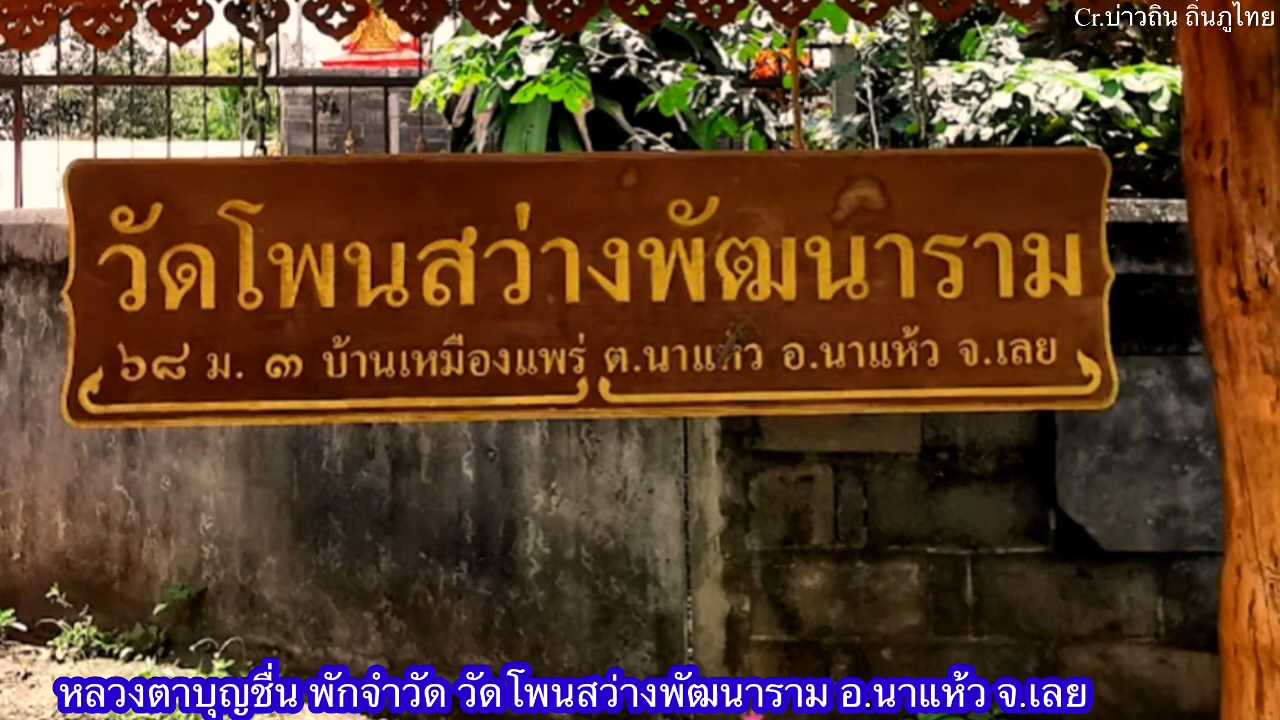 Cr.บ่าวถิน ถิ่นภูไทย
วัดโพนสว่างพัฒนาราม
๖๘ ม. ๓ บ้านเหมืองแพร่ ต.นาแห้ว อ.นาแห้ว จ.เลย
หลวงตาบุญชื่น พักจำวัด วัดโพนสว่างพัฒนาราม อ.นาแห้ว จ.เลย